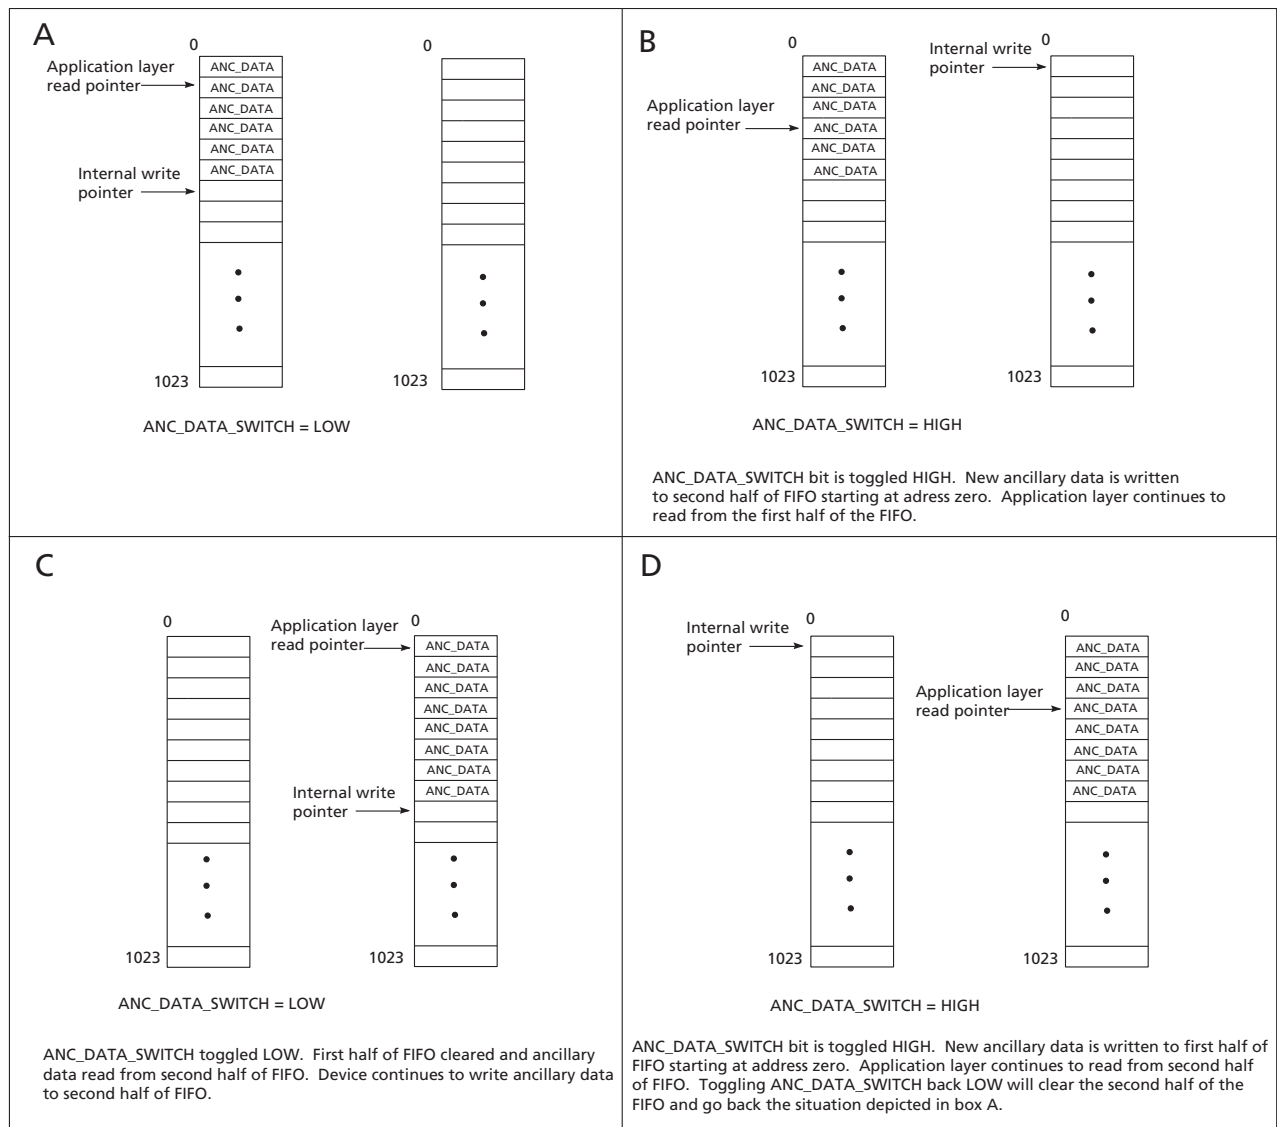 A
0
0
Application layer
read pointer
ANC_DATA
ANC_DATA
ANC_DATA
ANC_DATA
ANC_DATA
ANC_DATA
Internal write
pointer
1023
1023
ANC_DATA_SWITCH = LOW
B
0
0
Internal write
pointer
Application layer
read pointer
ANC_DATA
ANC_DATA
ANC_DATA
ANC_DATA
ANC_DATA
ANC_DATA
1023
1023
ANC_DATA_SWITCH = HIGH
ANC_DATA_SWITCH bit is toggled HIGH. New ancillary data is written
to second half of FIFO starting at adress zero. Application layer continues to
read from the first half of the FIFO.
C
0
0
Application layer
read pointer
ANC_DATA
ANC_DATA
ANC_DATA
ANC_DATA
ANC_DATA
ANC_DATA
ANC_DATA
ANC_DATA
Internal write
pointer
1023
1023
ANC_DATA_SWITCH = LOW
ANC_DATA_SWITCH toggled LOW. First half of FIFO cleared and ancillary
data read from second half of FIFO. Device continues to write ancillary data
to second half of FIFO.
D
0
0
Internal write
pointer
Application layer
read pointer
ANC_DATA
ANC_DATA
ANC_DATA
ANC_DATA
ANC_DATA
ANC_DATA
ANC_DATA
ANC_DATA
1023
1023
ANC_DATA_SWITCH = HIGH
ANC_DATA_SWITCH bit is toggled HIGH. New ancillary data is written to first half of
FIFO starting at address zero. Application layer continues to read from second half
of FIFO. Toggling ANC_DATA_SWITCH back LOW will clear the second half of the
FIFO and go back the situation depicted in box A.